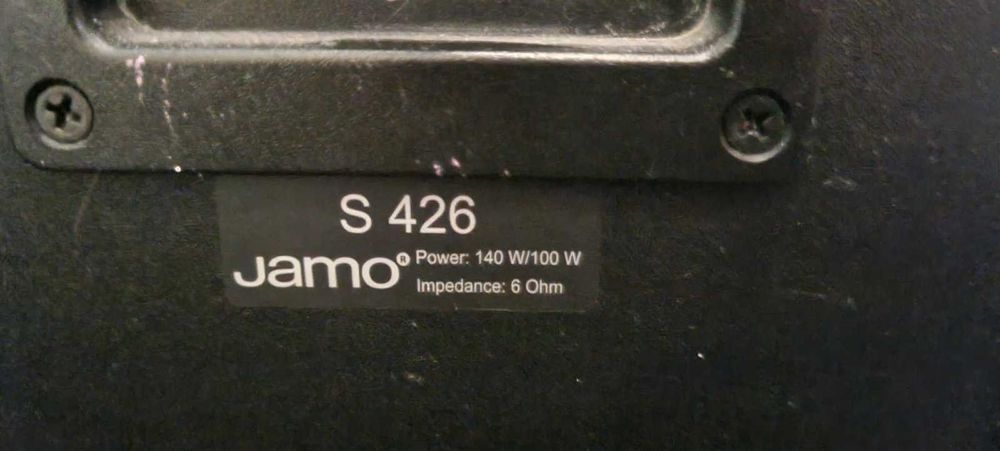 S 426
Jamo® Power: 140 W/100 W
Impedance: 6 Ohm